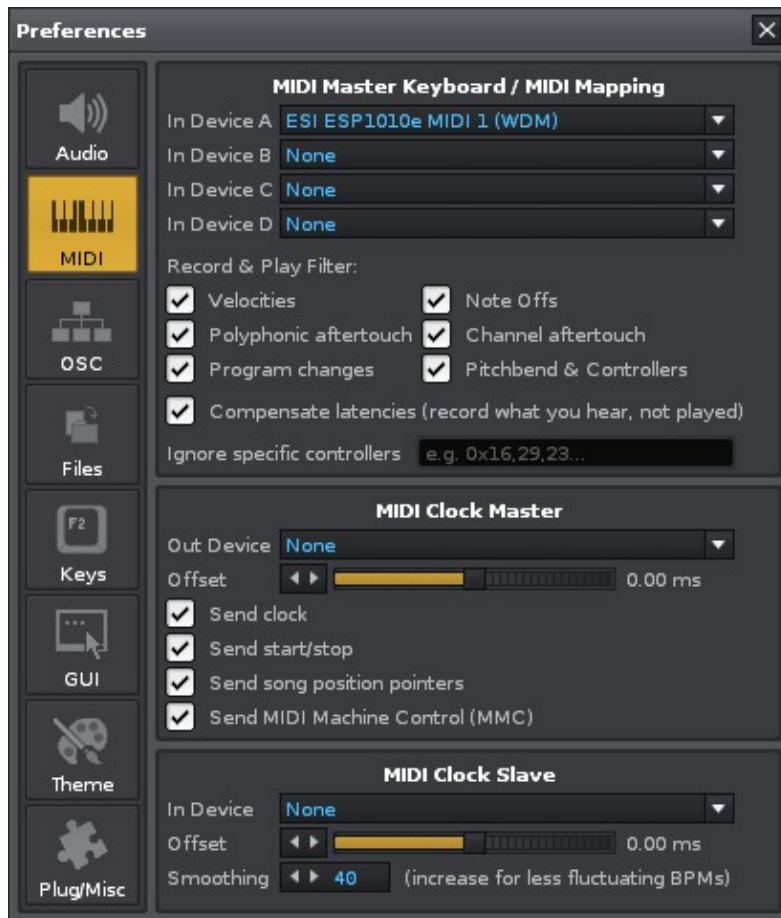 Preferences
Audio
MIDI
OSC
Files
F2
Keys
GUI
Theme
Plug/Misc
MIDI Master Keyboard / MIDI Mapping
In Device A ESI ESP1010e MIDI 1 (WDM)
In Device B None
In Device C None
In Device D None
Record & Play Filter:
Velocities Note Offs
Polyphonic aftertouch Channel aftertouch
Program changes Pitchbend & Controllers
Compensate latencies (record what you hear, not played)
Ignore specific controllers e.g. 0x16,29,23...
MIDI Clock Master
Out Device None
Offset 0.00 ms
Send clock
Send start/stop
Send song position pointers
Send MIDI Machine Control (MMC)
MIDI Clock Slave
In Device None
Offset 0.00 ms
Smoothing 40 (increase for less fluctuating BPMs)